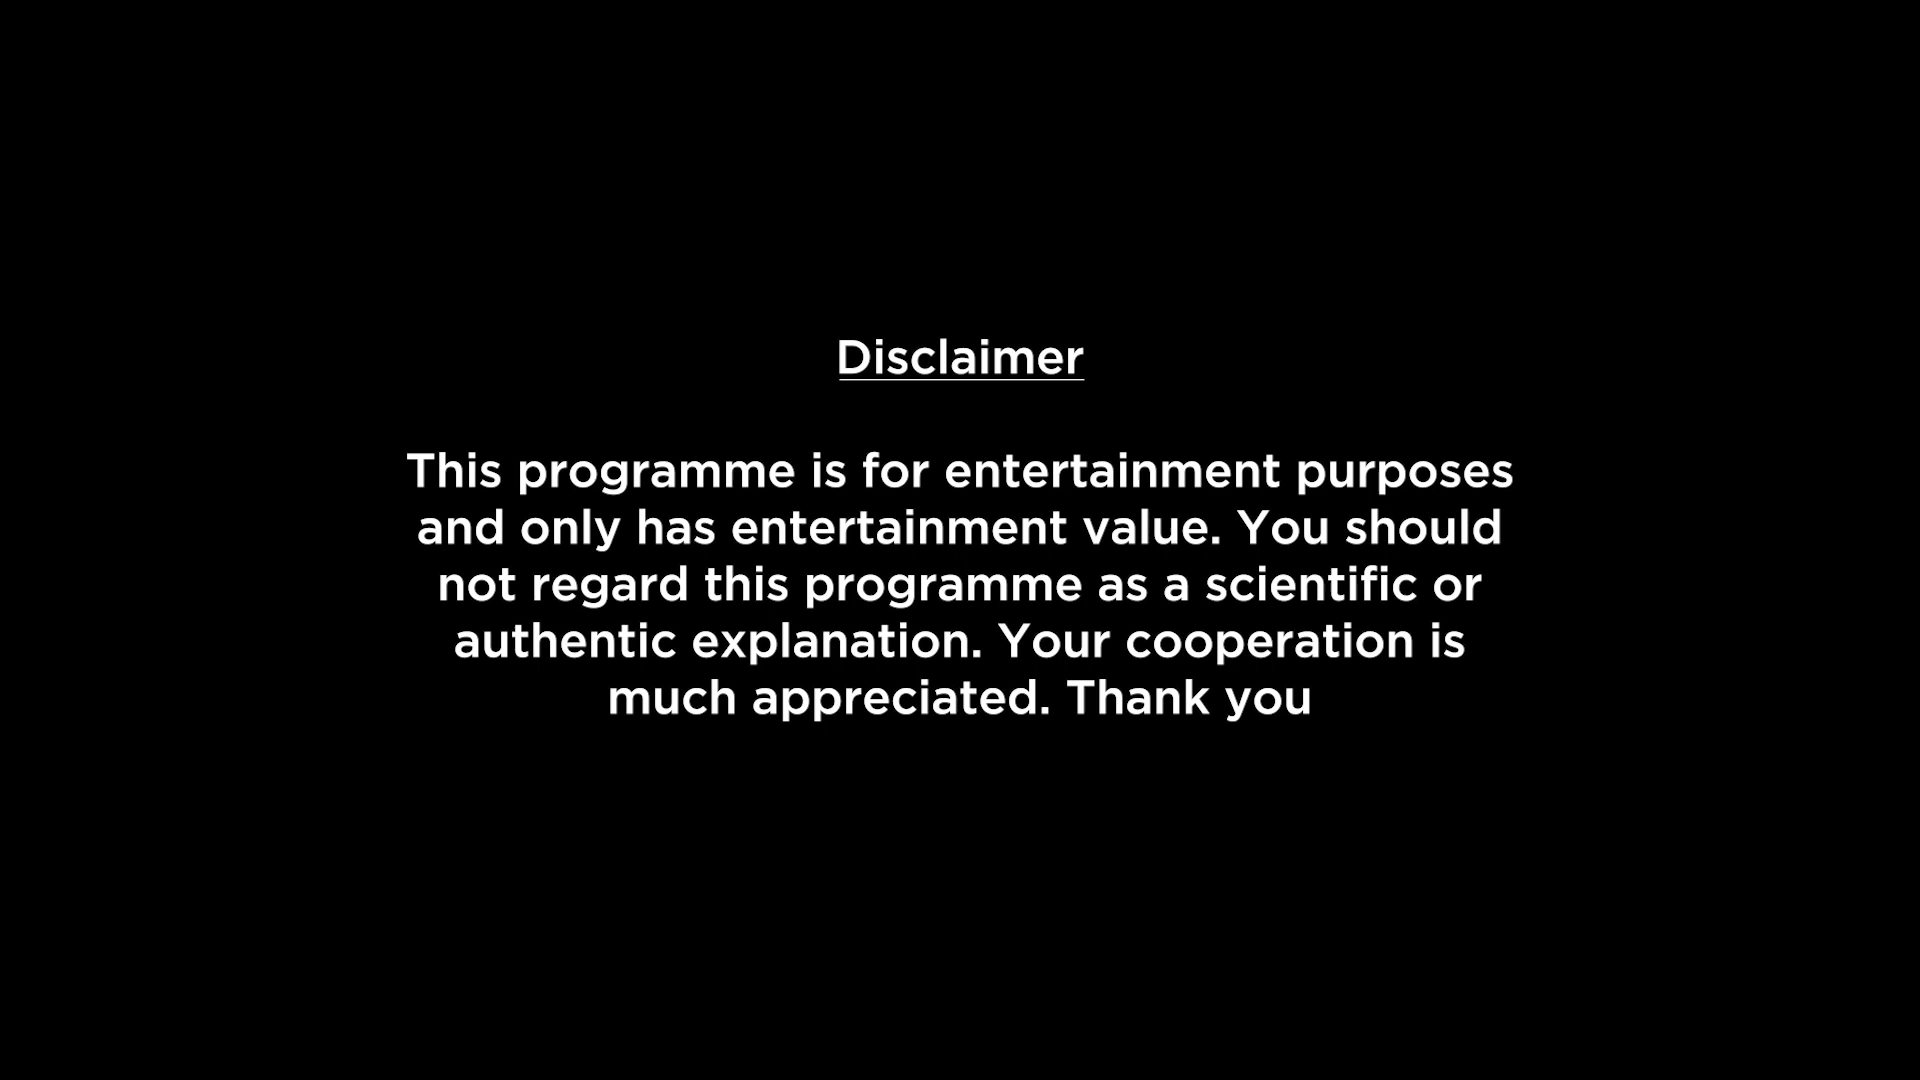 Disclaimer
This programme is for entertainment purposes
and only has entertainment value. You should
not regard this programme as a scientific or
authentic explanation. Your cooperation is
much appreciated. Thank you